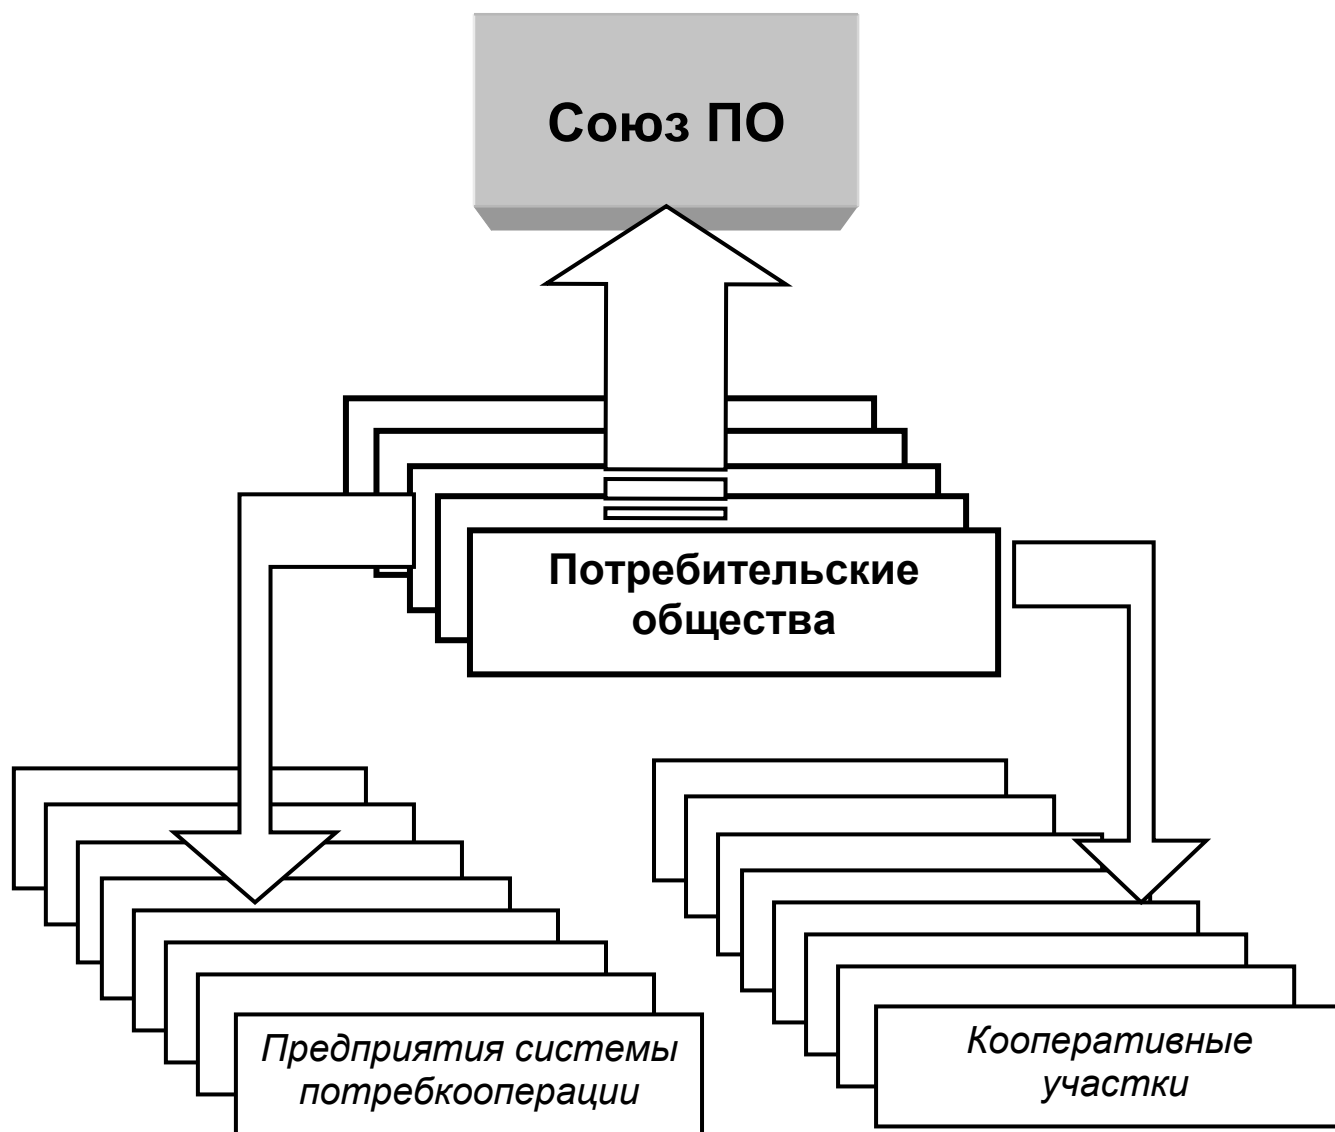 Союз ПО
Потребительские
общества
Предприятия системы
потребкооперации
Кооперативные
участки